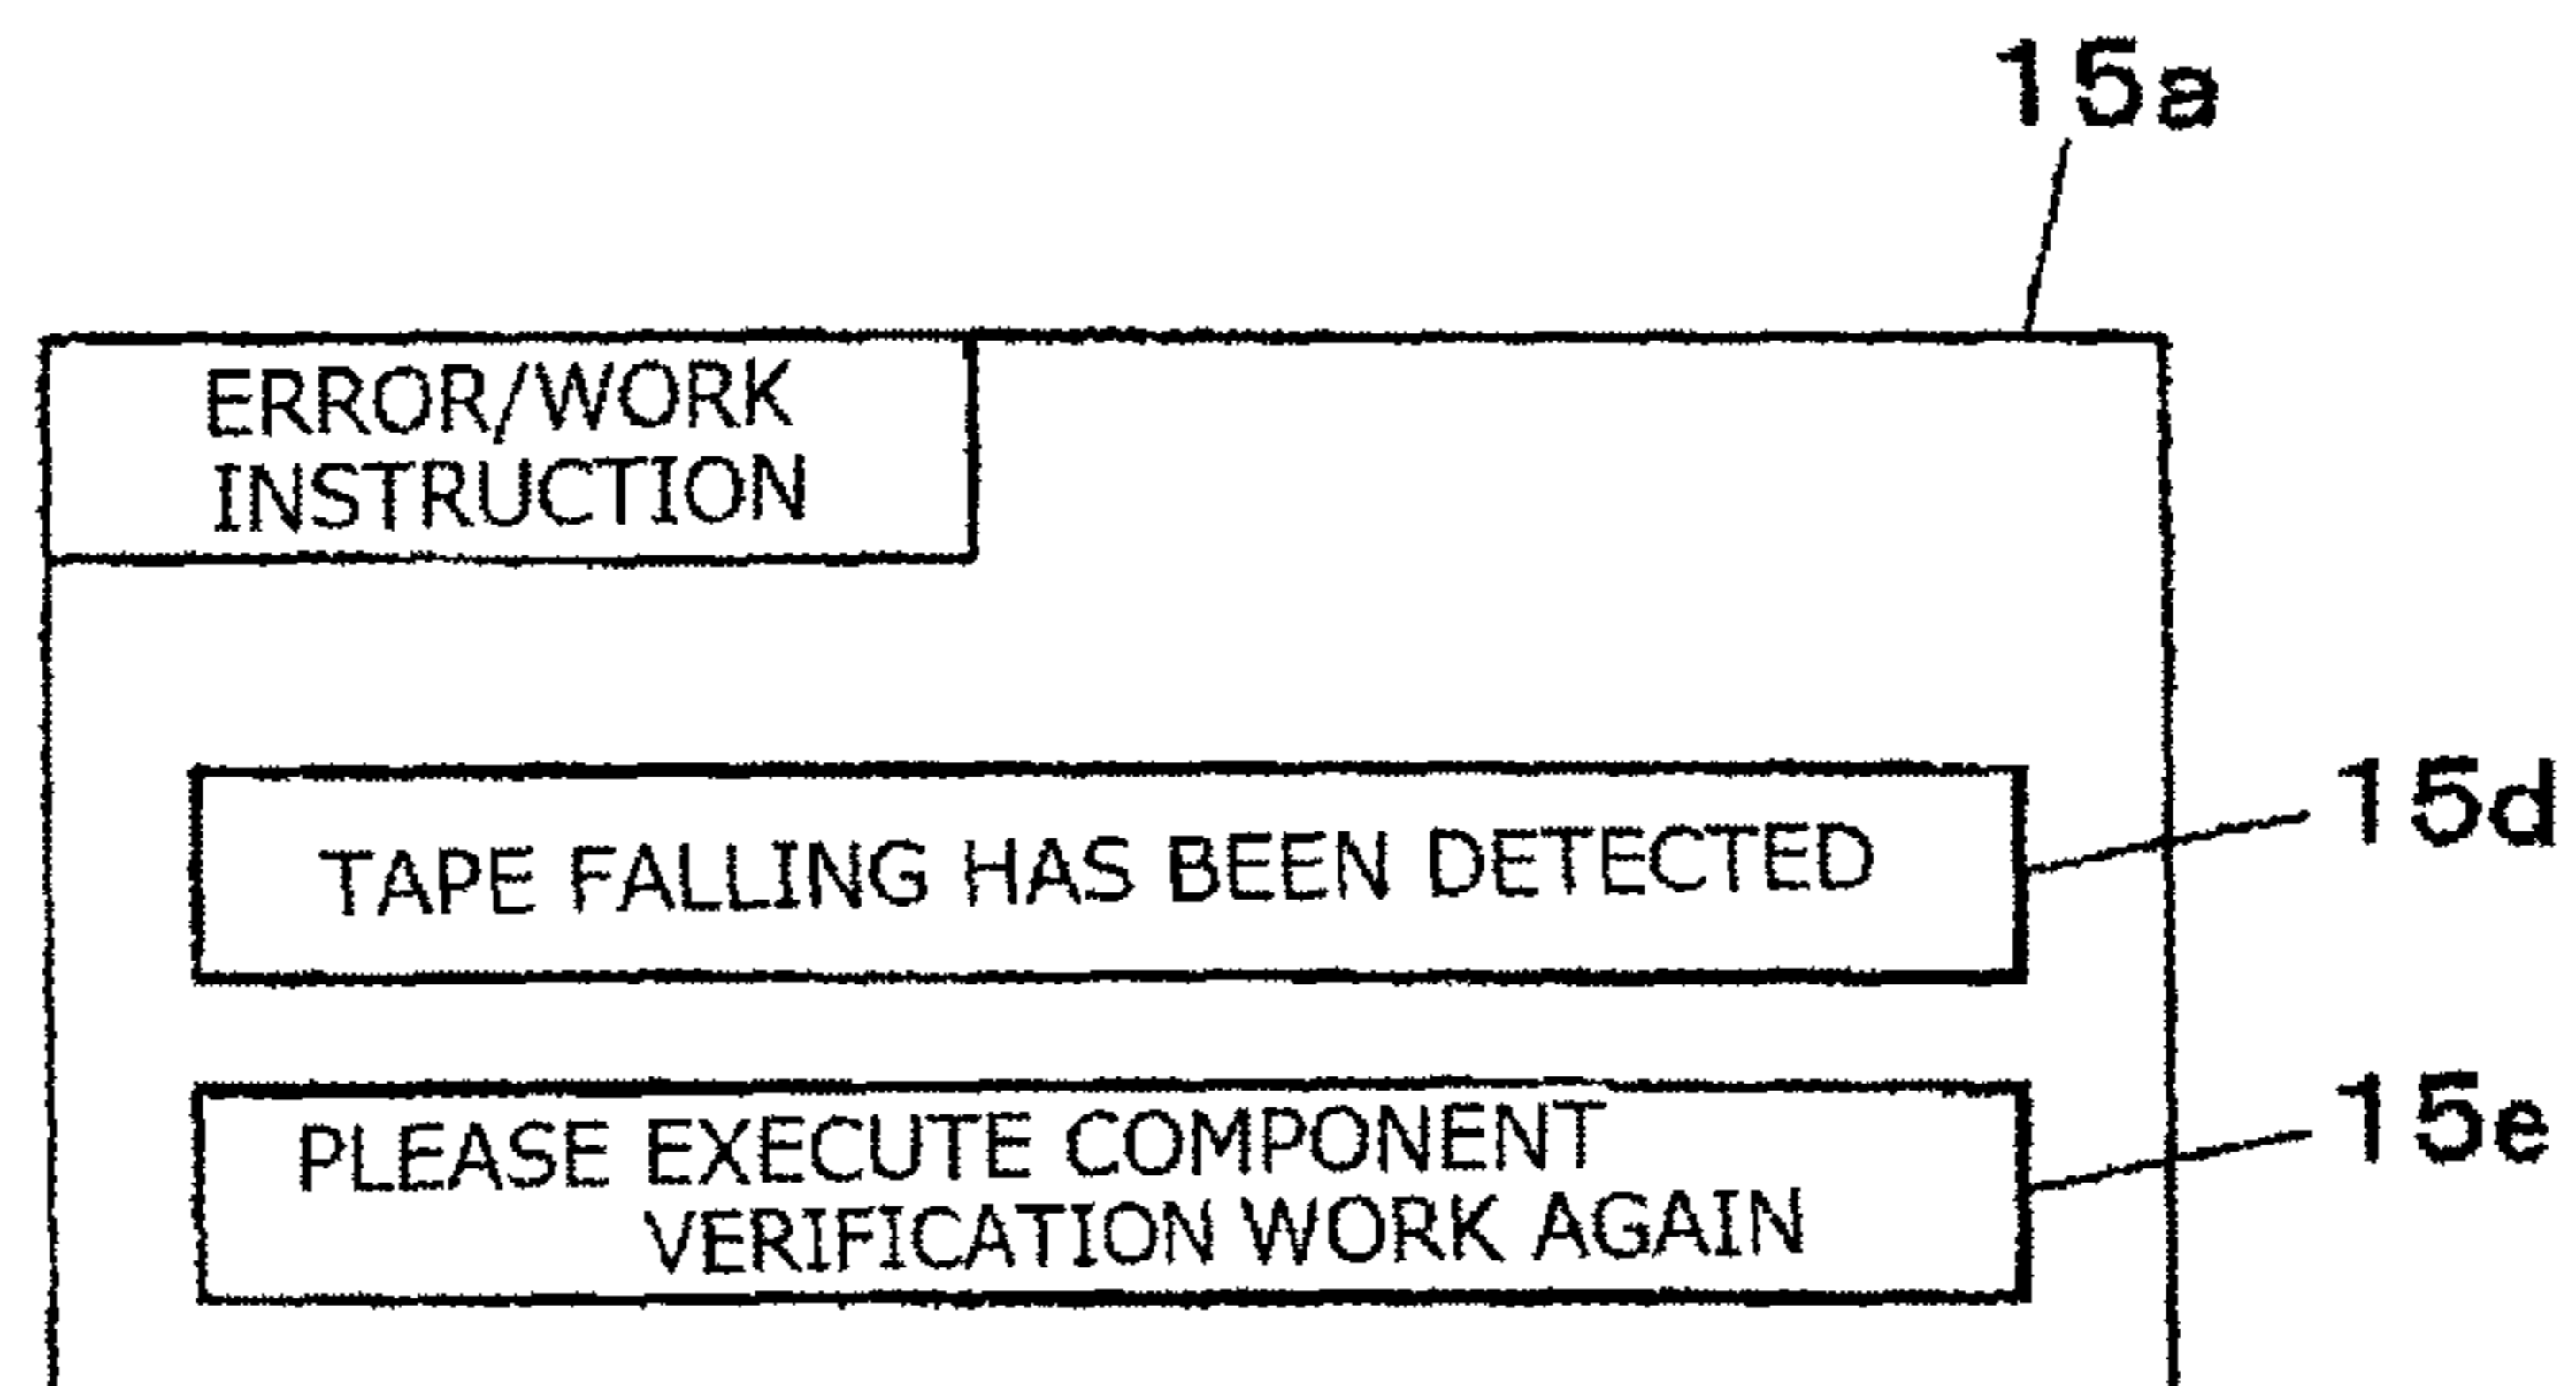 15a
ERROR/WORK
INSTRUCTION
TAPE FALLING HAS BEEN DETECTED
15d
PLEASE EXECUTE COMPONENT
VERIFICATION WORK AGAIN
15e